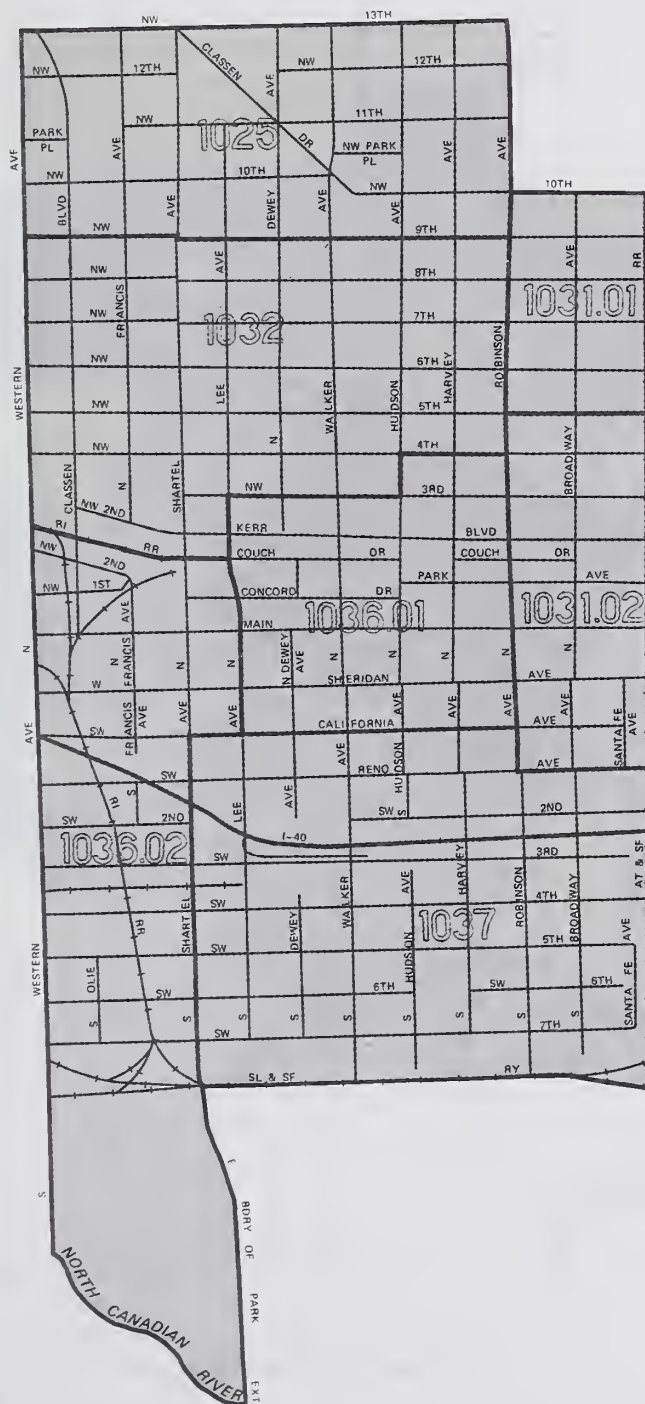 NW 13TH
CLASSEN DR
NW 12TH
NW 12TH
AVE
NW 11TH
1025
PARK PL
NW PARK PL
AVE
AVE
AVE
AVE
AVE
NW 10TH
NW
10TH
BLVD
DEWEY
NW 9TH
AVE
AVE
RR
NW 8TH
1031.01
FRANCIS
NW 7TH
1032
ROBINSON
NW 6TH
WESTERN
LEE
WALKER
HUDSON
HARVEY
NW 5TH
NW 4TH
BROADWAY
CLASSEN
N
SHARTEL
N
NW 3RD
NW 2ND
KERR BLVD
RI RR
COUCH DR
COUCH DR
NW 2ND
PARK AVE
NW 1ST
CONCORD DR
AVE
1036.01
1031.02
MAIN
N
N
FRANCIS
N
N
N DEWEY AVE
N
N
N
N
N
W SHERIDAN AVE
AVE
FRANCIS AVE
AVE
AVE
AVE
AVE
AVE
AVE
SANTA FE AVE
SW CALIFORNIA AVE AVE
SW RENO AVE
RI
S
LEE
AVE
HUDSON
S
SW 2ND
SW 2ND
I-40
1036.02
SW 3RD
SHARTEL
WALKER
AVE
HARVEY
AT & SF
RR
DEWEY
ROBINSON
BROADWAY
SW 4TH
1037
SW 5TH
WESTERN
OLIE
HUDSON
AVE
SW 6TH
SW 6TH
S
S
S
S
S
S
S
S
S
SANTA FE
SW 7TH
SL & SF RY
S
BDRY OF PARK EXT
NORTH CANADIAN RIVER